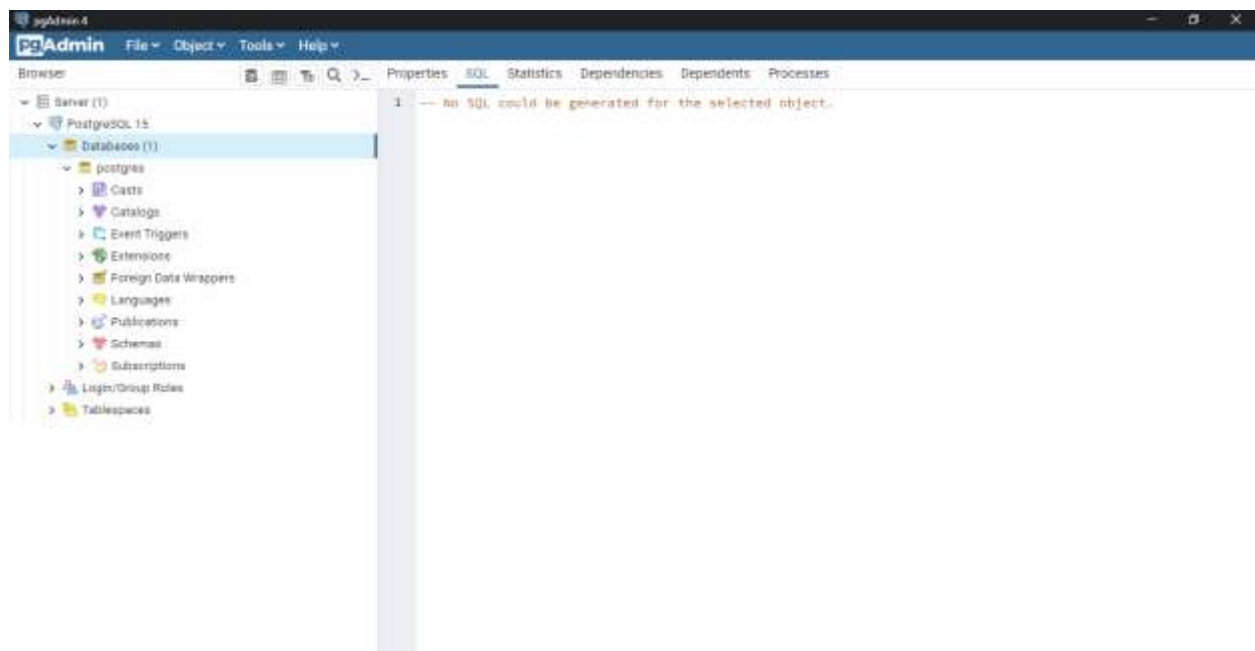 pgAdmin 4
pgAdmin File Object Tools Help
Browser
Properties SQL Statistics Dependencies Dependents Processes
Server (1)
PostgreSQL 15
Databases (1)
postgres
Casts
Catalogs
Event Triggers
Extensions
Foreign Data Wrappers
Languages
Publications
Schemas
Subscriptions
Login/Group Roles
Tablespaces
1 -- No SQL could be generated for the selected object.